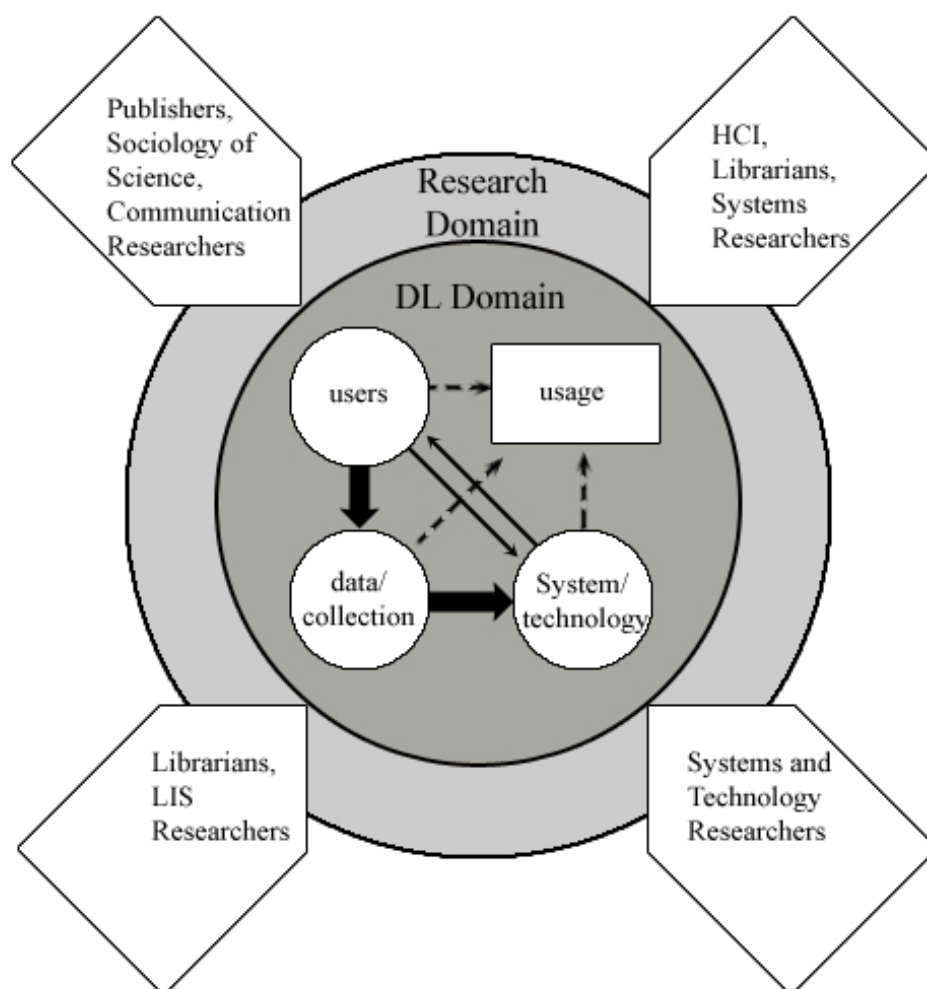 Publishers,
Sociology of
Science,
Communication
Researchers
HCI,
Librarians,
Systems
Researchers
Research
Domain
DL Domain
users
usage
data/
collection
System/
technology
Librarians,
LIS
Researchers
Systems and
Technology
Researchers